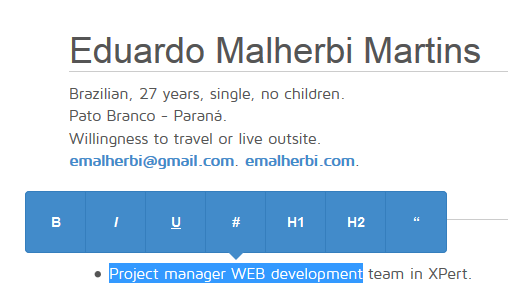 Eduardo Malherbi Martins
Brazilian, 27 years, single, no children.
Pato Branco - Paraná.
Willingness to travel or live outsite.
emalherbi@gmail.com. emalherbi.com.
B I U # H1 H2 “
Project manager WEB development team in XPert.